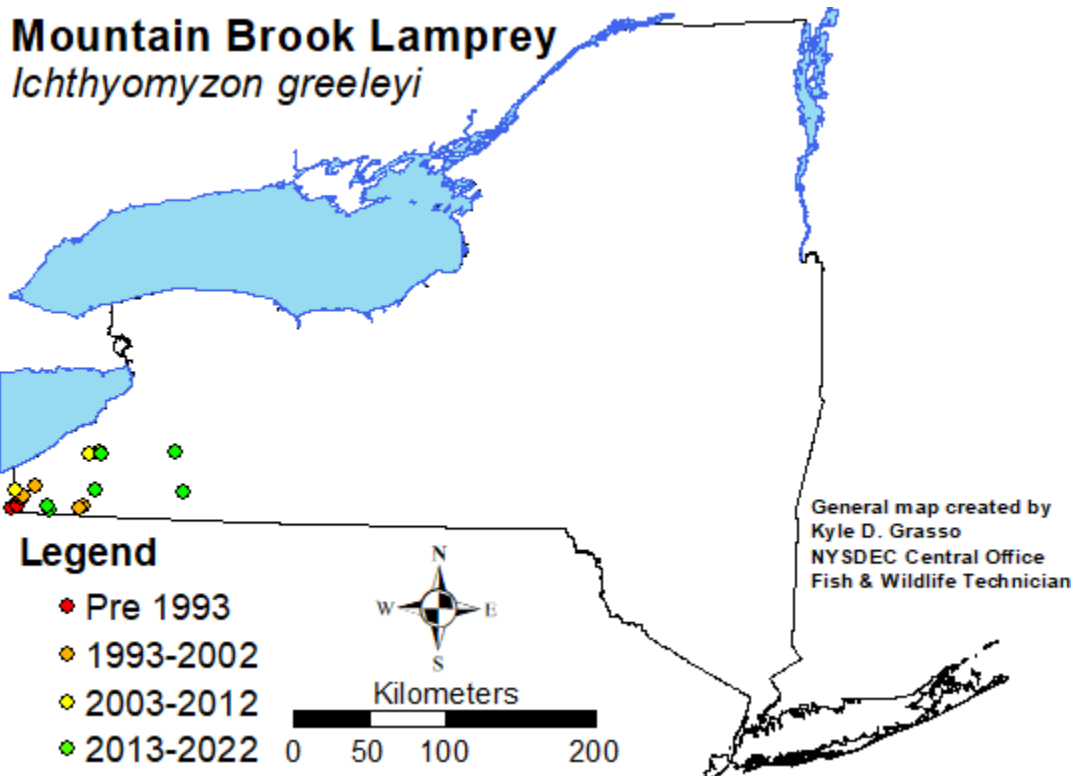 Mountain Brook Lamprey
Ichthyomyzon greeleyi
General map created by
Kyle D. Grasso
NYSDEC Central Office
Fish & Wildlife Technician
Legend
Pre 1993
1993-2002
2003-2012
2013-2022
N
W E
S
Kilometers
0 50 100 200